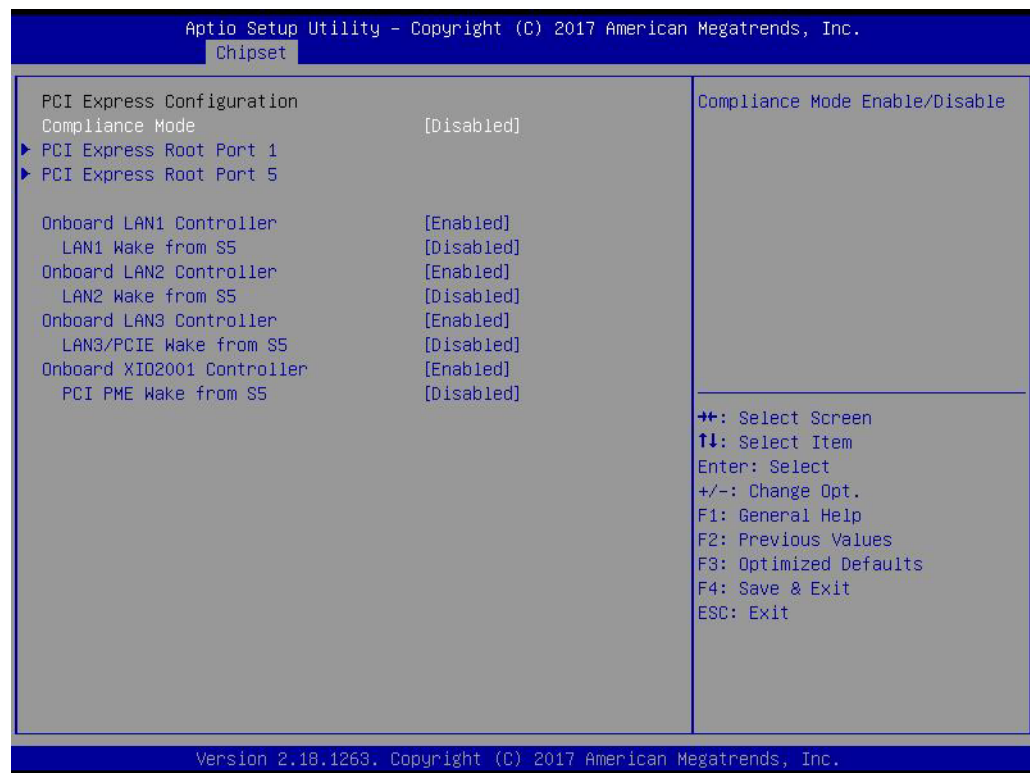 Aptio Setup Utility – Copyright (C) 2017 American Megatrends, Inc.
Chipset
PCI Express Configuration
Compliance Mode [Disabled]
▶ PCI Express Root Port 1
▶ PCI Express Root Port 5
Onboard LAN1 Controller [Enabled]
LAN1 Wake from S5 [Disabled]
Onboard LAN2 Controller [Enabled]
LAN2 Wake from S5 [Disabled]
Onboard LAN3 Controller [Enabled]
LAN3/PCIE Wake from S5 [Disabled]
Onboard XIO2001 Controller [Enabled]
PCI PME Wake from S5 [Disabled]
Compliance Mode Enable/Disable
→←: Select Screen
↑↓: Select Item
Enter: Select
+/-: Change Opt.
F1: General Help
F2: Previous Values
F3: Optimized Defaults
F4: Save & Exit
ESC: Exit
Version 2.18.1263. Copyright (C) 2017 American Megatrends, Inc.